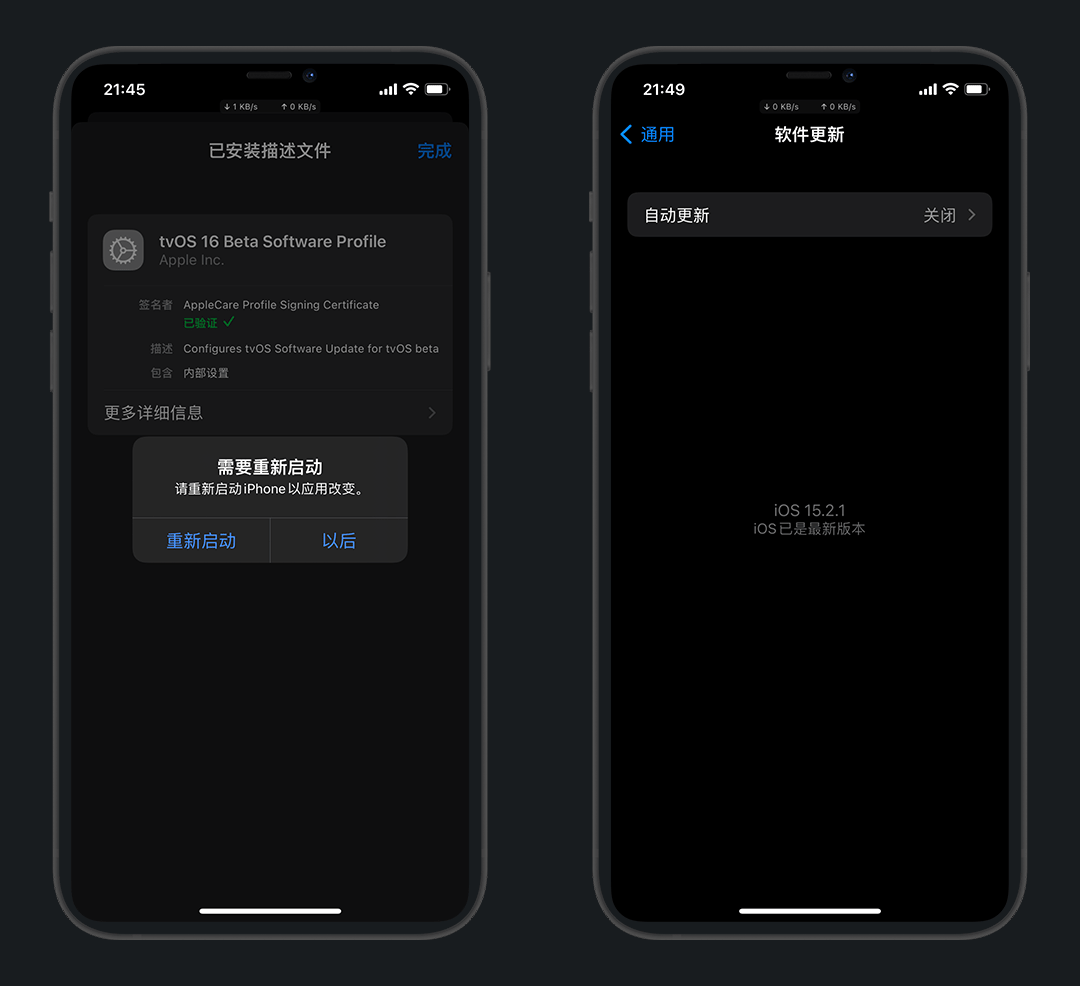 21:45
↓ 1 KB/s ↑ 0 KB/s
已安装描述文件 完成
tvOS 16 Beta Software Profile
Apple Inc.
签名者 AppleCare Profile Signing Certificate
已验证 ✓
描述 Configures tvOS Software Update for tvOS beta
包含 内部设置
更多详细信息
需要重新启动
请重新启动iPhone以应用改变。
重新启动 以后
21:49
↓ 0 KB/s ↑ 0 KB/s
通用 软件更新
自动更新 关闭
iOS 15.2.1
iOS已是最新版本